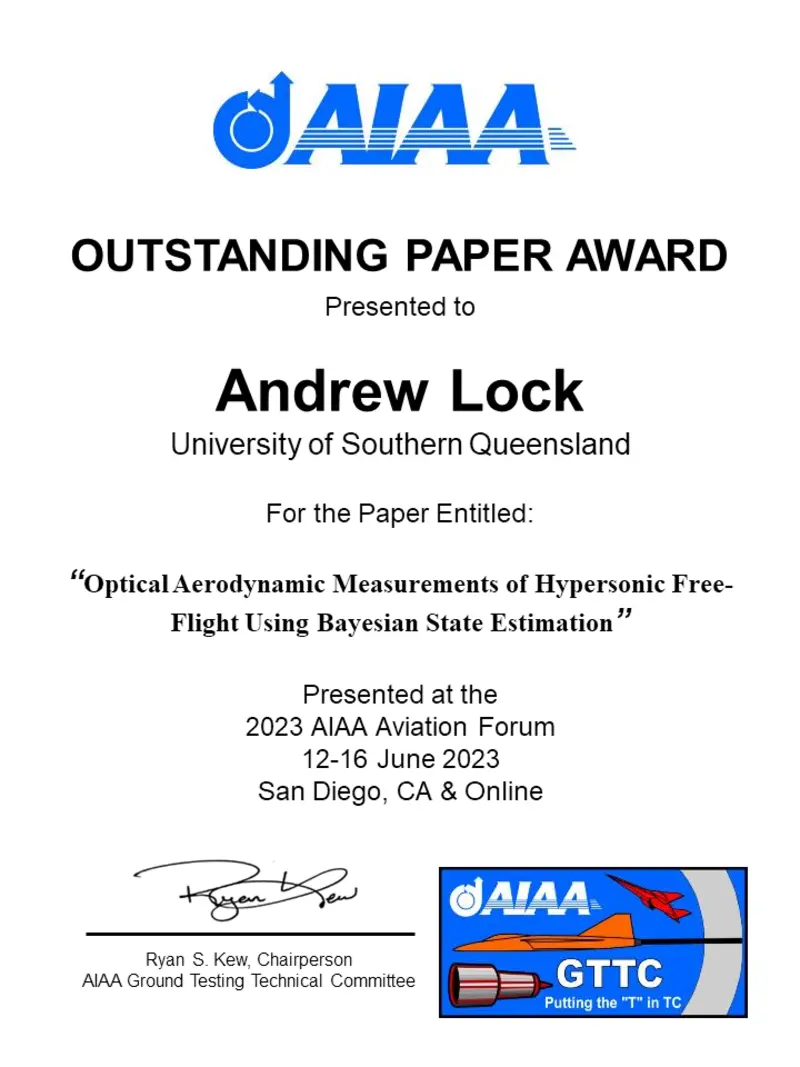 AIAA
OUTSTANDING PAPER AWARD
Presented to
Andrew Lock
University of Southern Queensland
For the Paper Entitled:
“Optical Aerodynamic Measurements of Hypersonic Free-
Flight Using Bayesian State Estimation”
Presented at the
2023 AIAA Aviation Forum
12-16 June 2023
San Diego, CA & Online
Ryan Kew
Ryan S. Kew, Chairperson
AIAA Ground Testing Technical Committee
AIAA
GTTC
Putting the "T" in TC